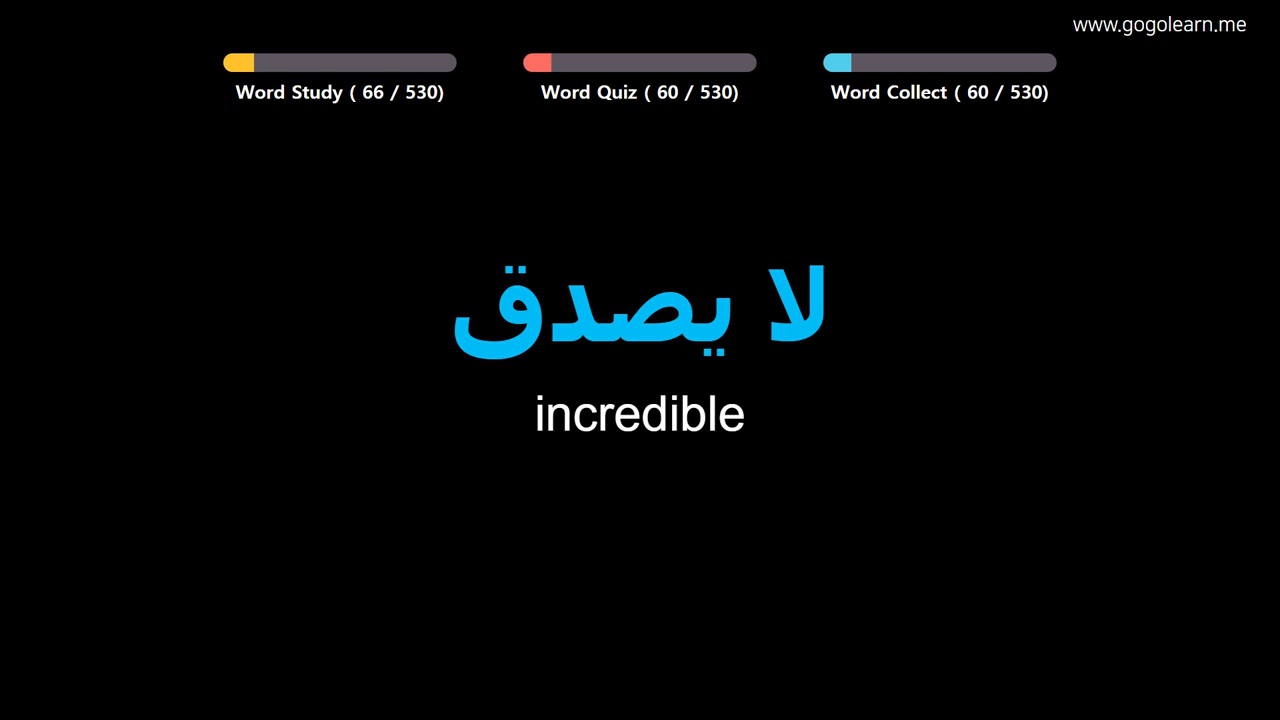 www.gogolearn.me
Word Study ( 66 / 530)
Word Quiz ( 60 / 530)
Word Collect ( 60 / 530)
لا يصدق
incredible